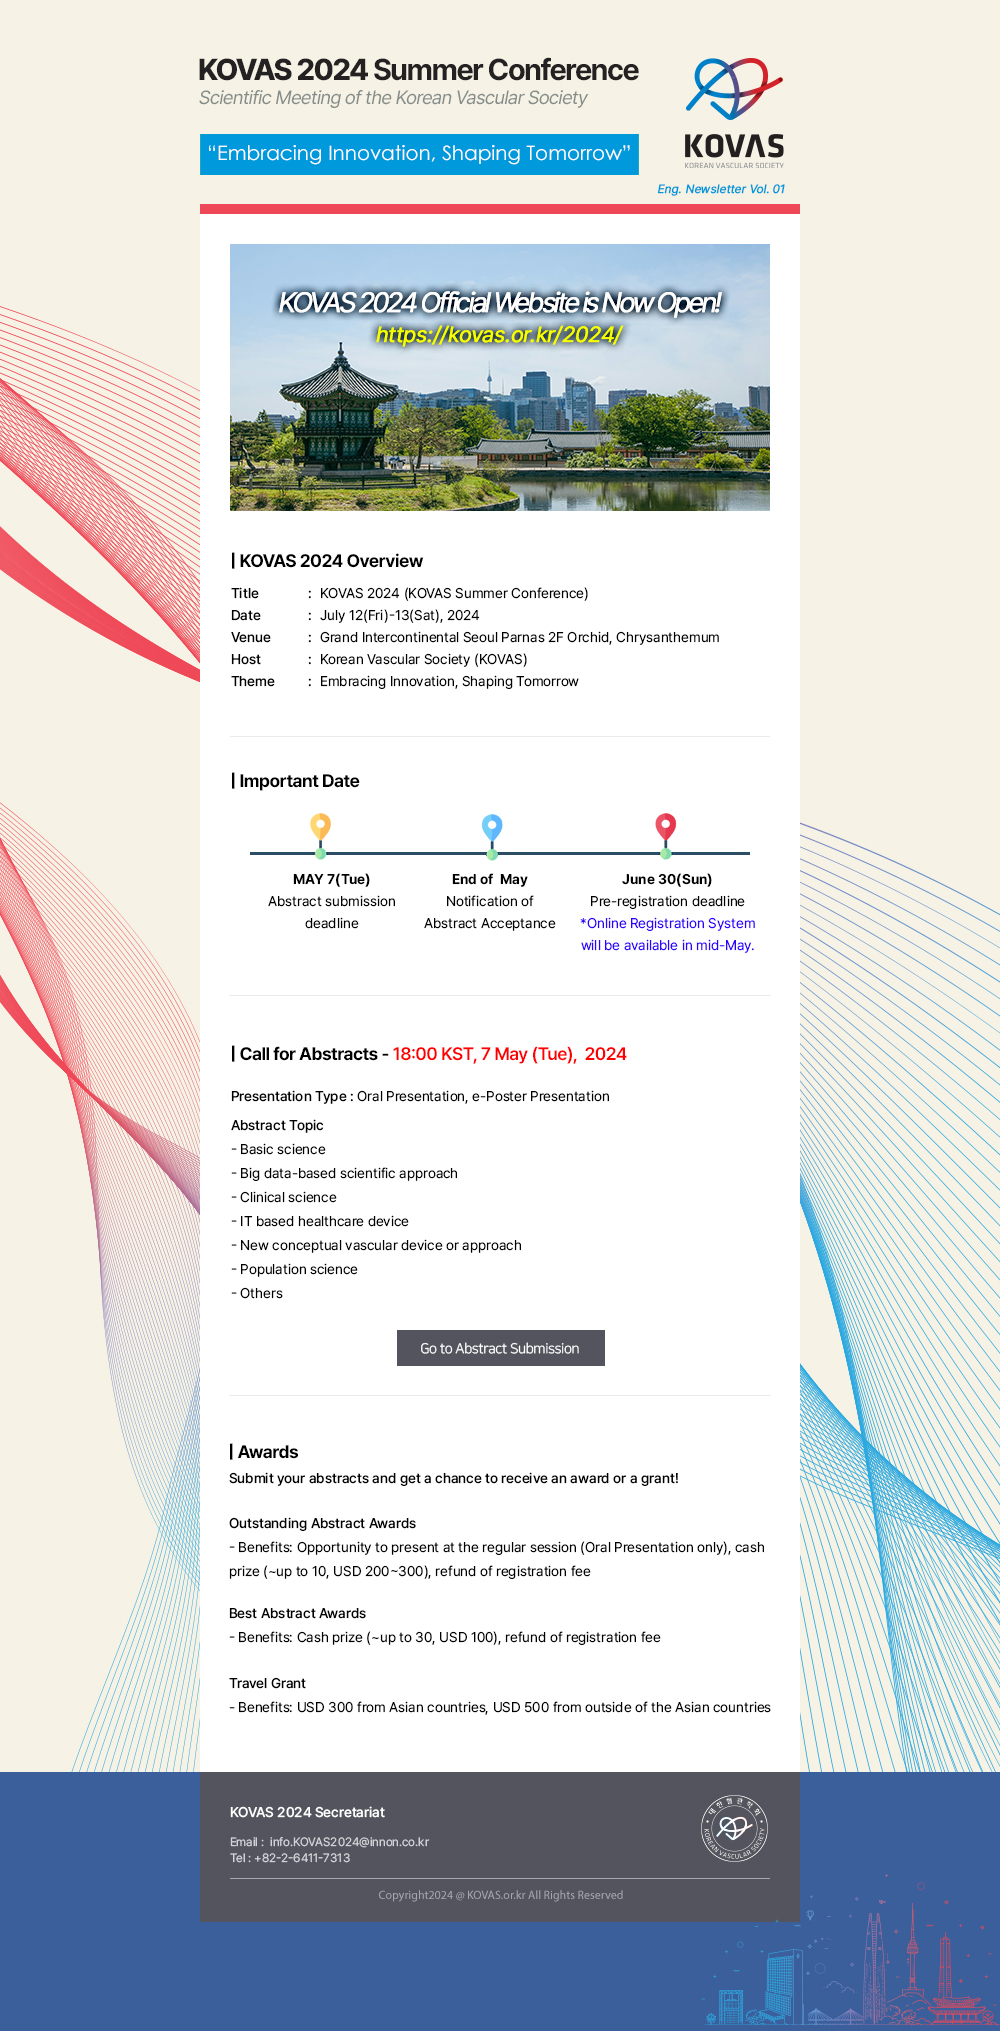 KOVAS 2024 Summer Conference
Scientific Meeting of the Korean Vascular Society
“Embracing Innovation, Shaping Tomorrow”
KOVAS
KOREAN VASCULAR SOCIETY
Eng. Newsletter Vol. 01
KOVAS 2024 Official Website is Now Open!
https://kovas.or.kr/2024/
| KOVAS 2024 Overview
Title : KOVAS 2024 (KOVAS Summer Conference)
Date : July 12(Fri)-13(Sat), 2024
Venue : Grand Intercontinental Seoul Parnas 2F Orchid, Chrysanthemum
Host : Korean Vascular Society (KOVAS)
Theme : Embracing Innovation, Shaping Tomorrow
| Important Date
MAY 7(Tue)
Abstract submission
deadline
End of May
Notification of
Abstract Acceptance
June 30(Sun)
Pre-registration deadline
*Online Registration System
will be available in mid-May.
| Call for Abstracts - 18:00 KST, 7 May (Tue), 2024
Presentation Type : Oral Presentation, e-Poster Presentation
Abstract Topic
- Basic science
- Big data-based scientific approach
- Clinical science
- IT based healthcare device
- New conceptual vascular device or approach
- Population science
- Others
Go to Abstract Submission
| Awards
Submit your abstracts and get a chance to receive an award or a grant!
Outstanding Abstract Awards
- Benefits: Opportunity to present at the regular session (Oral Presentation only), cash
prize (~up to 10, USD 200~300), refund of registration fee
Best Abstract Awards
- Benefits: Cash prize (~up to 30, USD 100), refund of registration fee
Travel Grant
- Benefits: USD 300 from Asian countries, USD 500 from outside of the Asian countries
KOVAS 2024 Secretariat
Email : info.KOVAS2024@innon.co.kr
Tel : +82-2-6411-7313
대한혈관학회
KOREAN VASCULAR SOCIETY
Copyright2024 @ KOVAS.or.kr All Rights Reserved